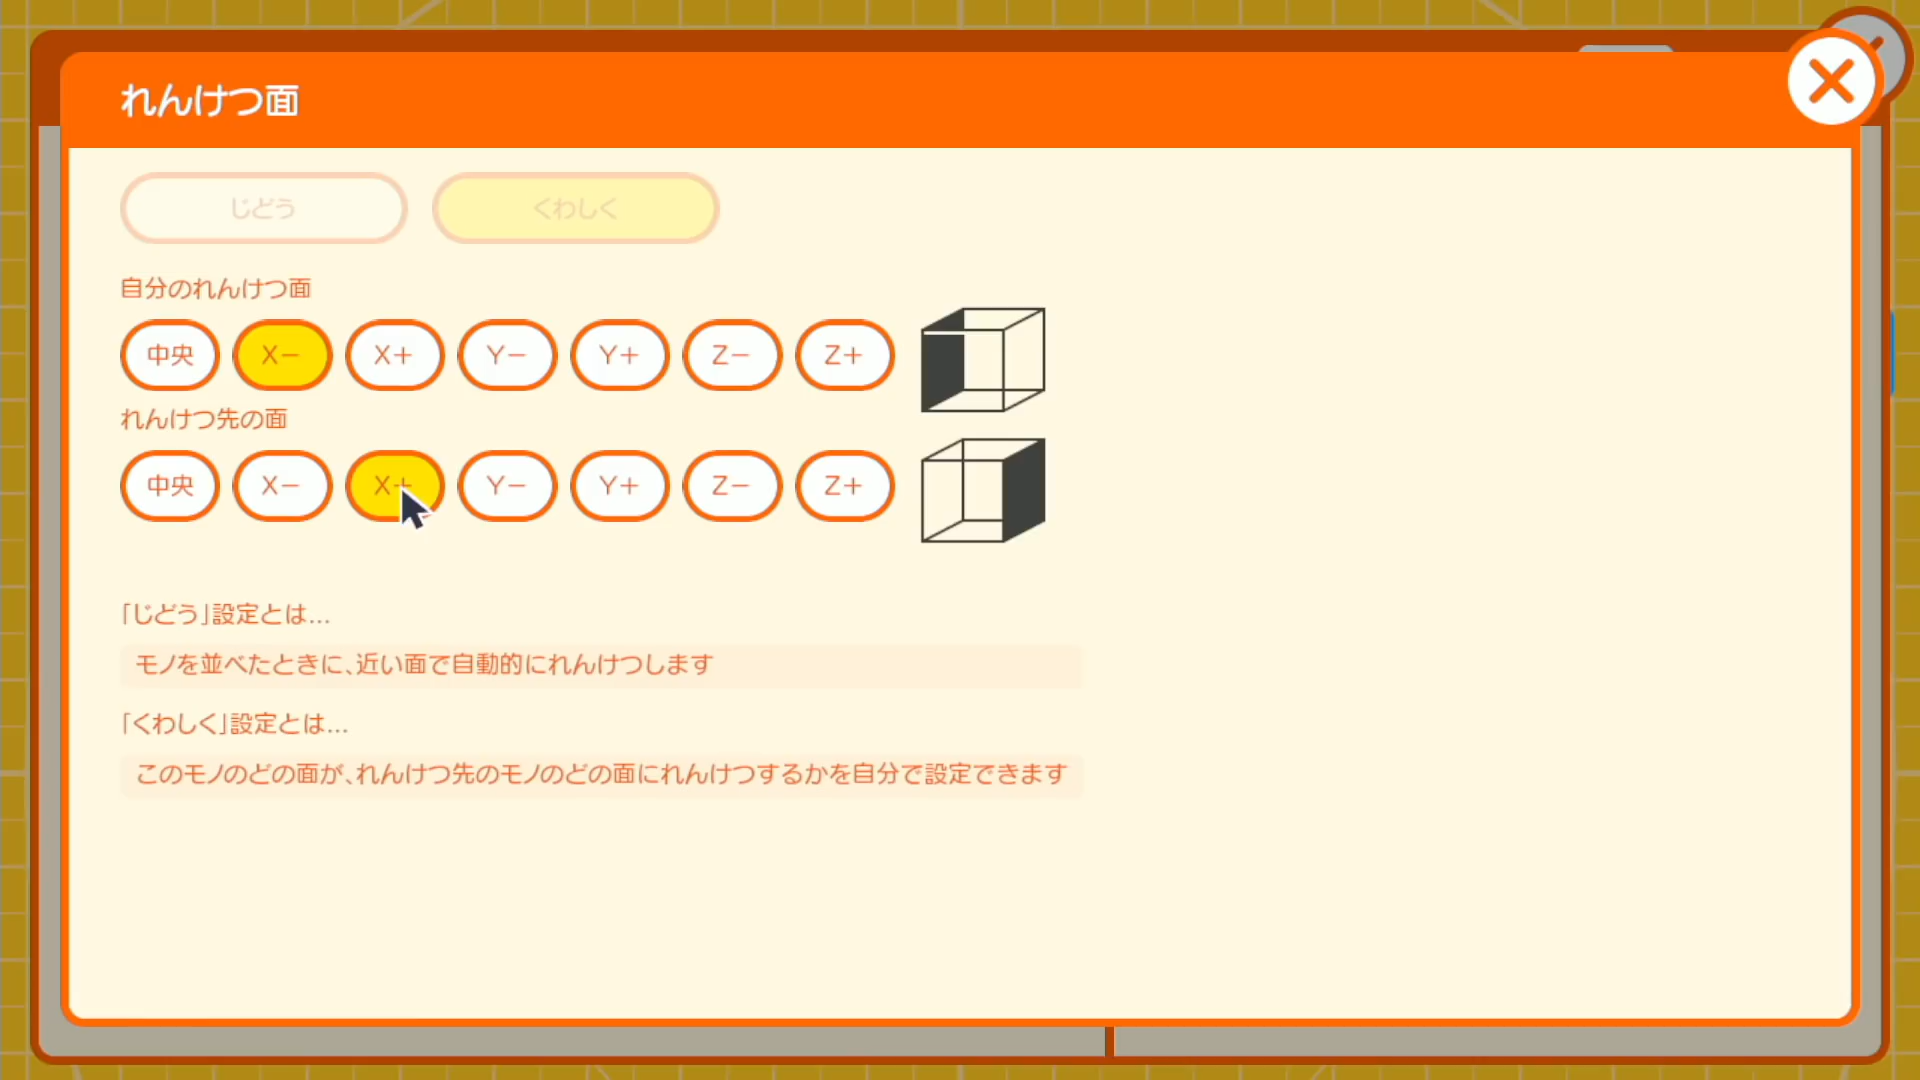 れんけつ面
じどう くわしく
自分のれんけつ面
中央 X− X+ Y− Y+ Z− Z+
れんけつ先の面
中央 X− X+ Y− Y+ Z− Z+
「じどう」設定とは...
モノを並べたときに、近い面で自動的にれんけつします
「くわしく」設定とは...
このモノのどの面が、れんけつ先のモノのどの面にれんけつするかを自分で設定できます